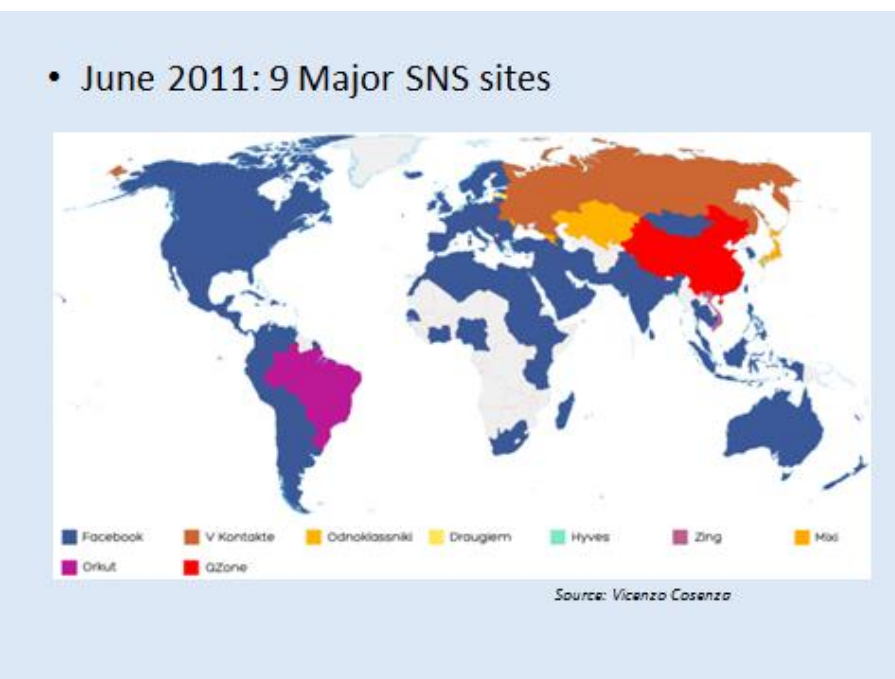 • June 2011: 9 Major SNS sites
Facebook V Kontakte Odnoklassniki Draugiem Hyves Zing Mixi
Orkut QZone
Source: Vicenzo Cosenza